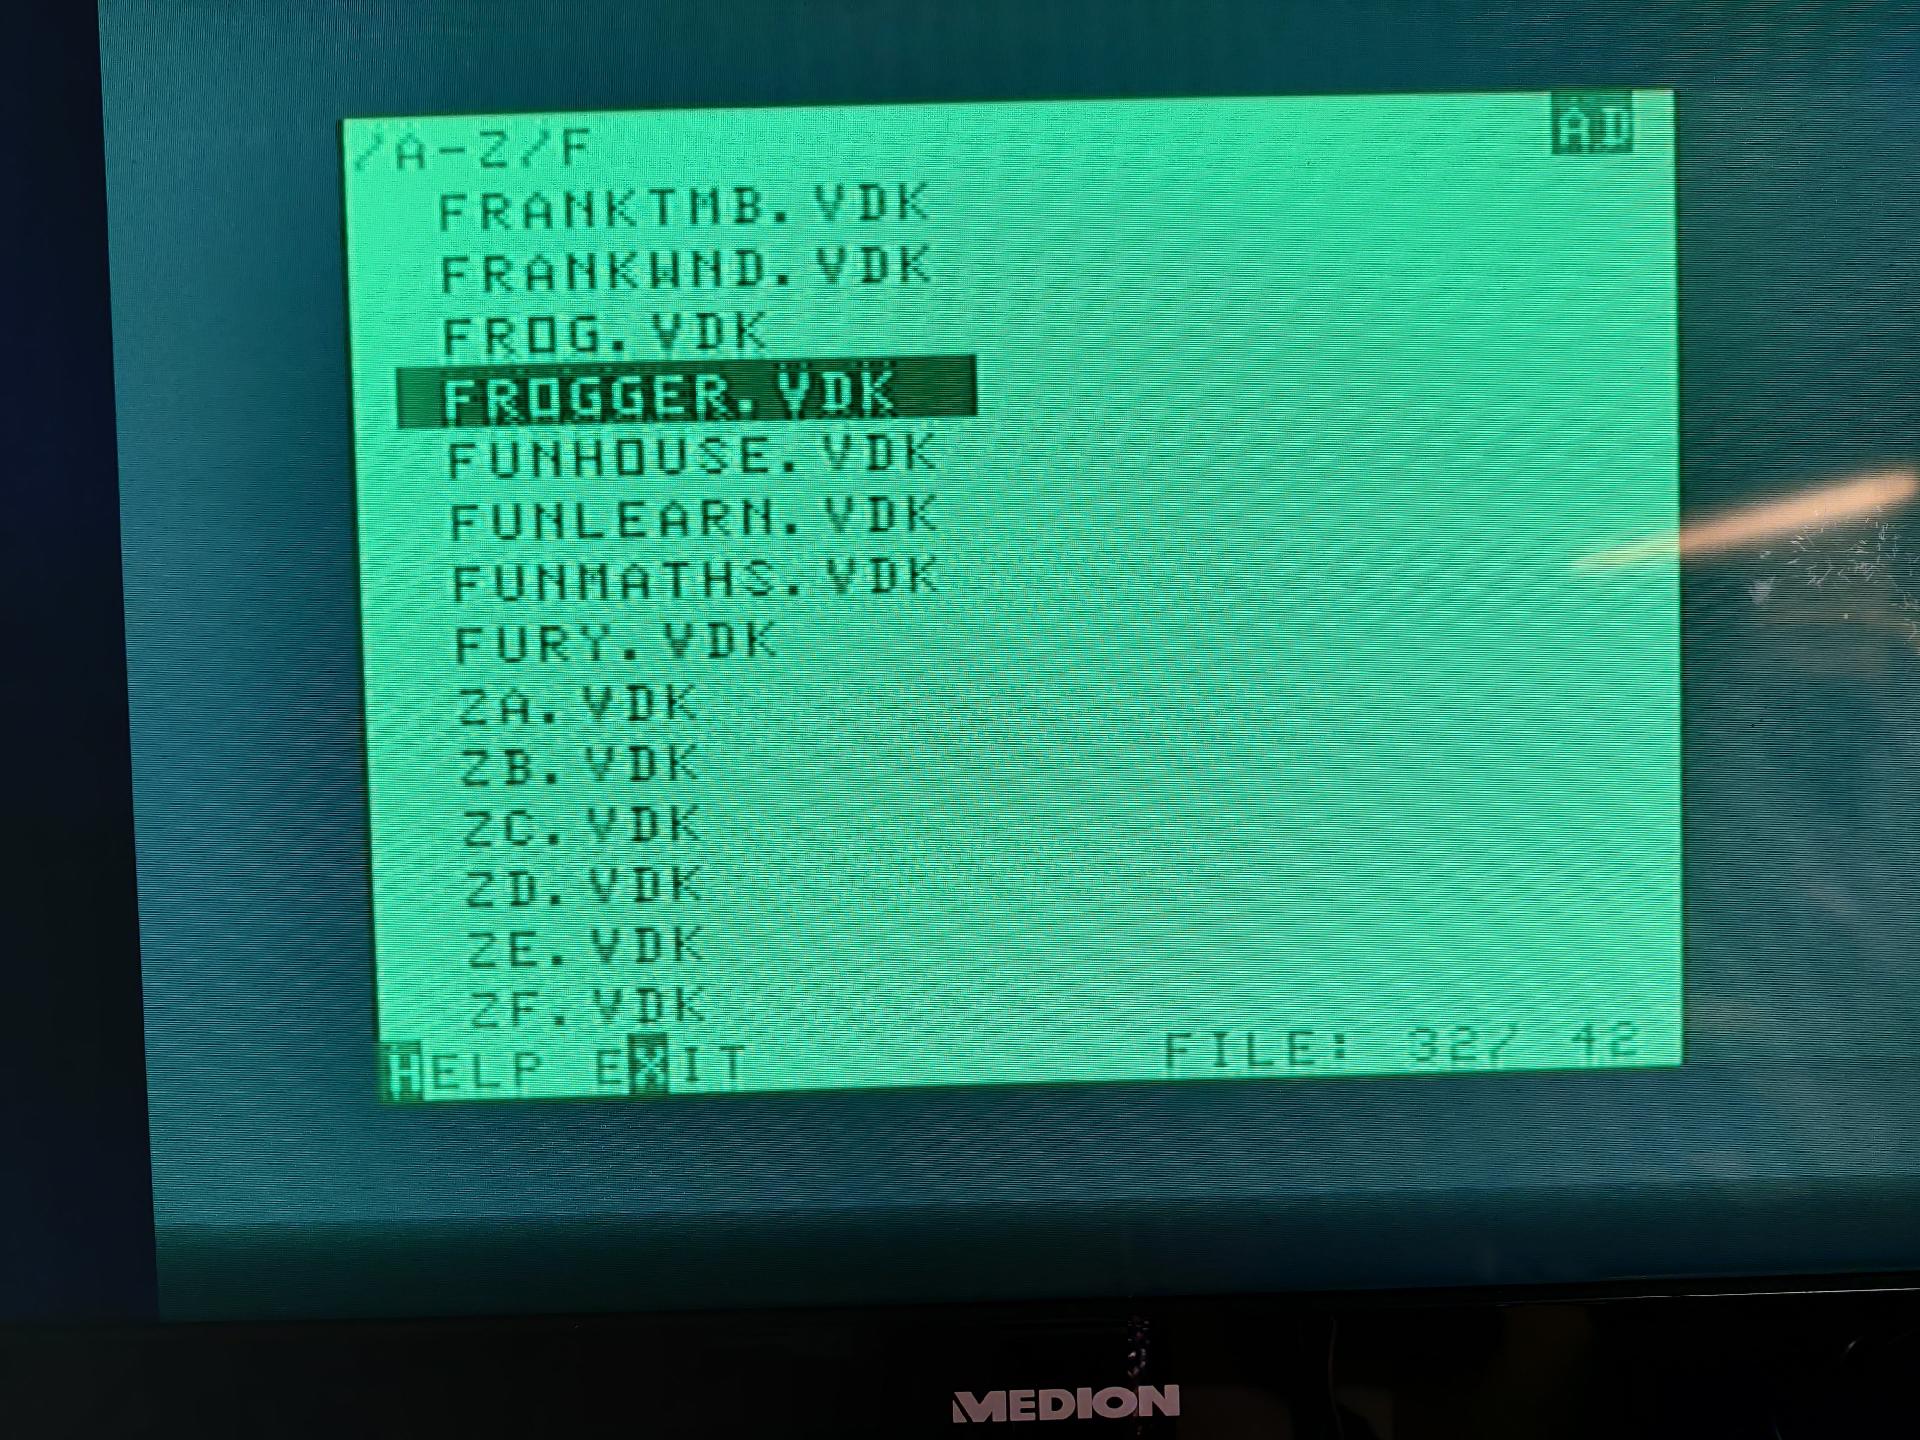 /A-Z/F AD
FRANKTMB.VDK
FRANKWND.VDK
FROG.VDK
FROGGER.VDK
FUNHOUSE.VDK
FUNLEARN.VDK
FUNMATHS.VDK
FURY.VDK
ZA.VDK
ZB.VDK
ZC.VDK
ZD.VDK
ZE.VDK
ZF.VDK
HELP EXIT FILE: 32/ 42
MEDION